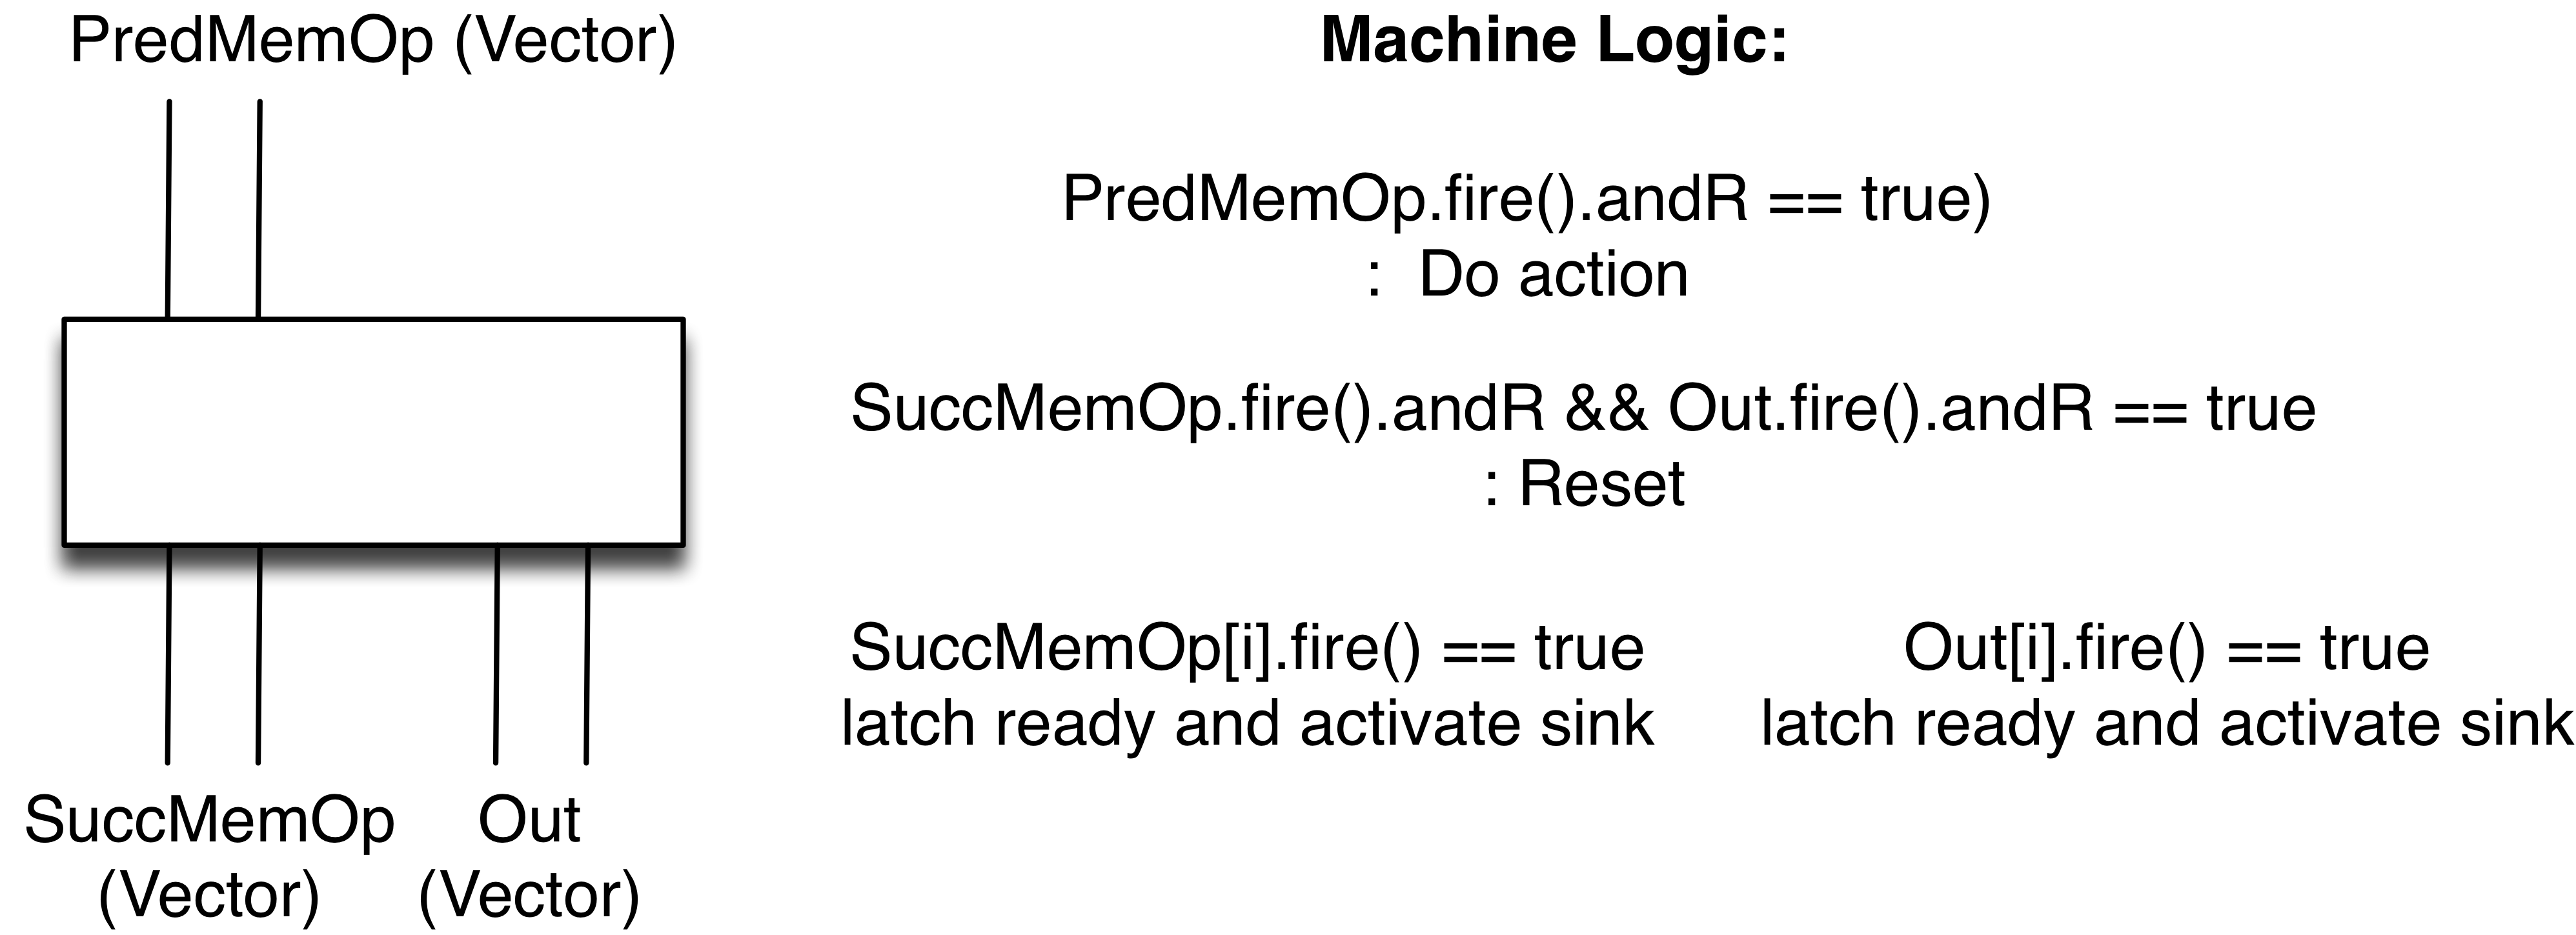 PredMemOp (Vector)
Machine Logic:
PredMemOp.fire().andR == true)
: Do action
SuccMemOp.fire().andR && Out.fire().andR == true
: Reset
SuccMemOp[i].fire() == true
latch ready and activate sink
Out[i].fire() == true
latch ready and activate sink
SuccMemOp
(Vector)
Out
(Vector)